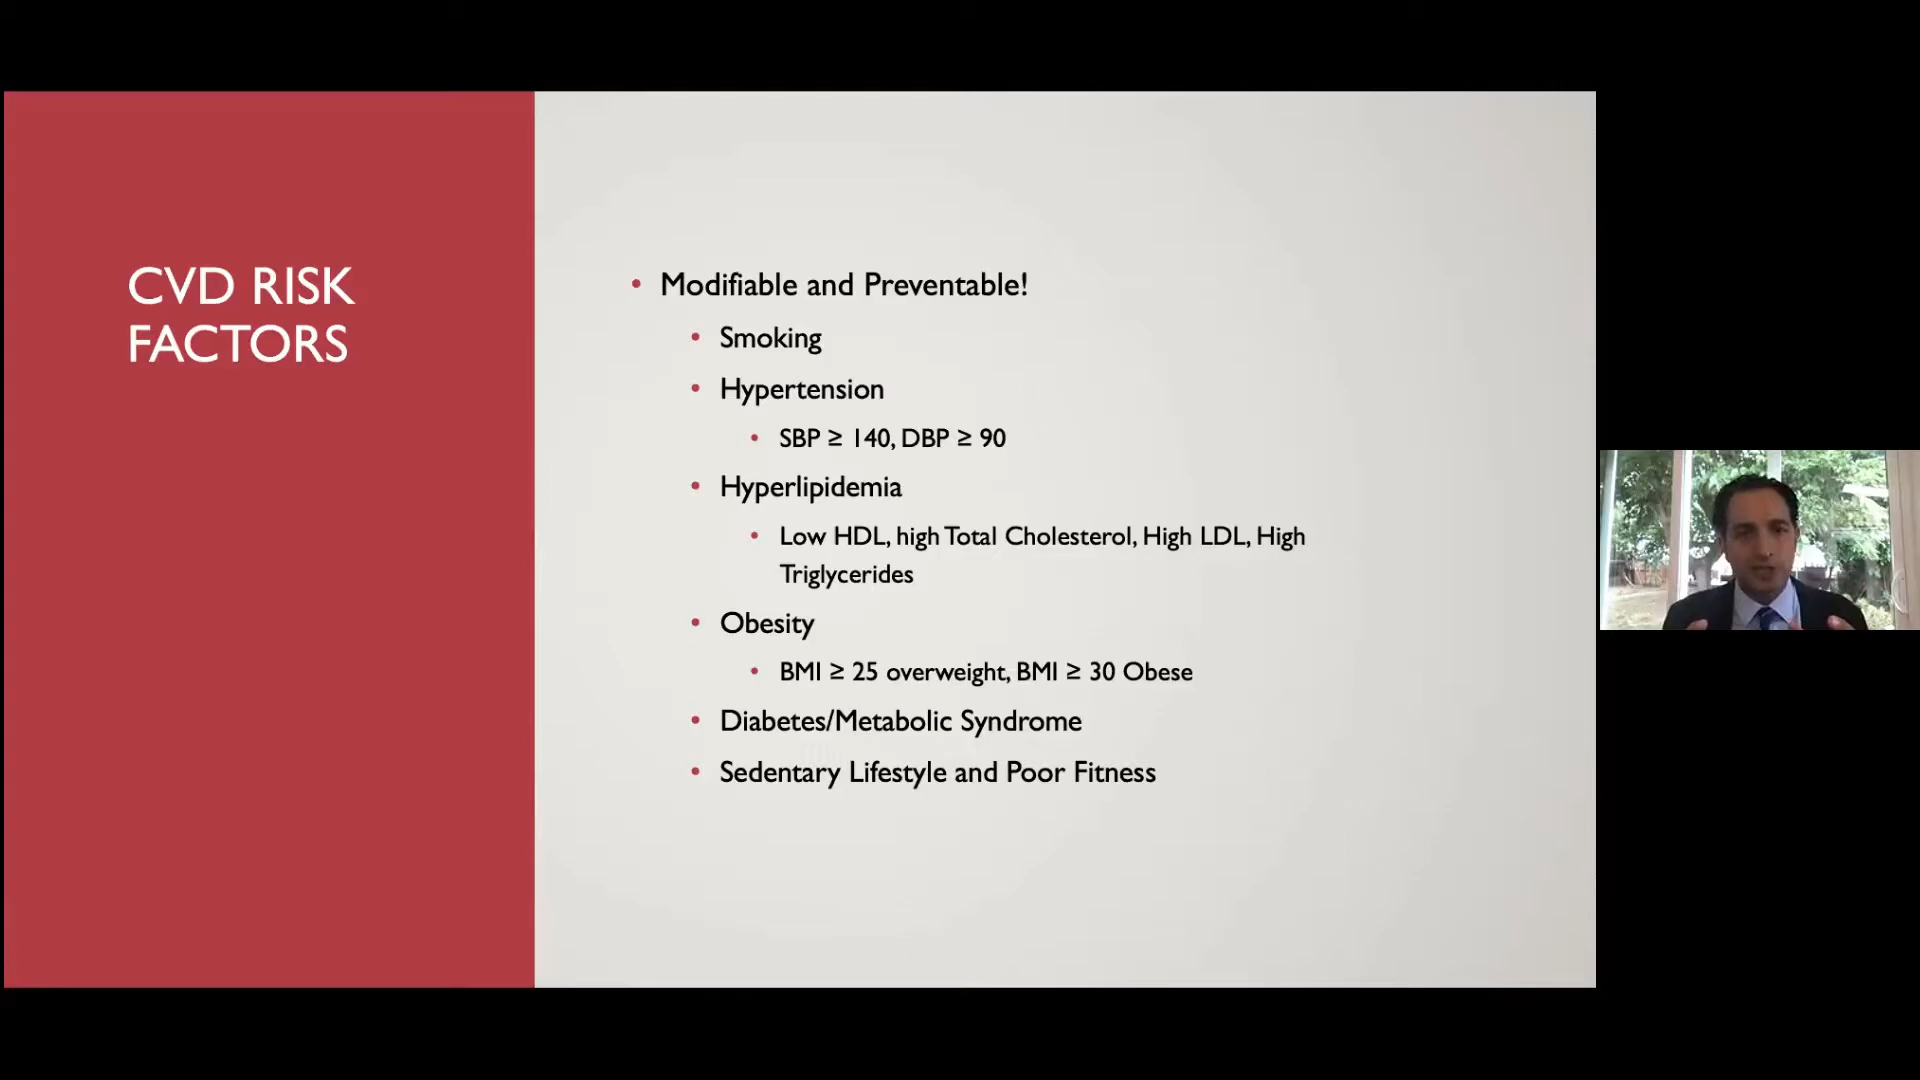 CVD RISK
FACTORS
• Modifiable and Preventable!
• Smoking
• Hypertension
• SBP ≥ 140, DBP ≥ 90
• Hyperlipidemia
• Low HDL, high Total Cholesterol, High LDL, High
Triglycerides
• Obesity
• BMI ≥ 25 overweight, BMI ≥ 30 Obese
• Diabetes/Metabolic Syndrome
• Sedentary Lifestyle and Poor Fitness